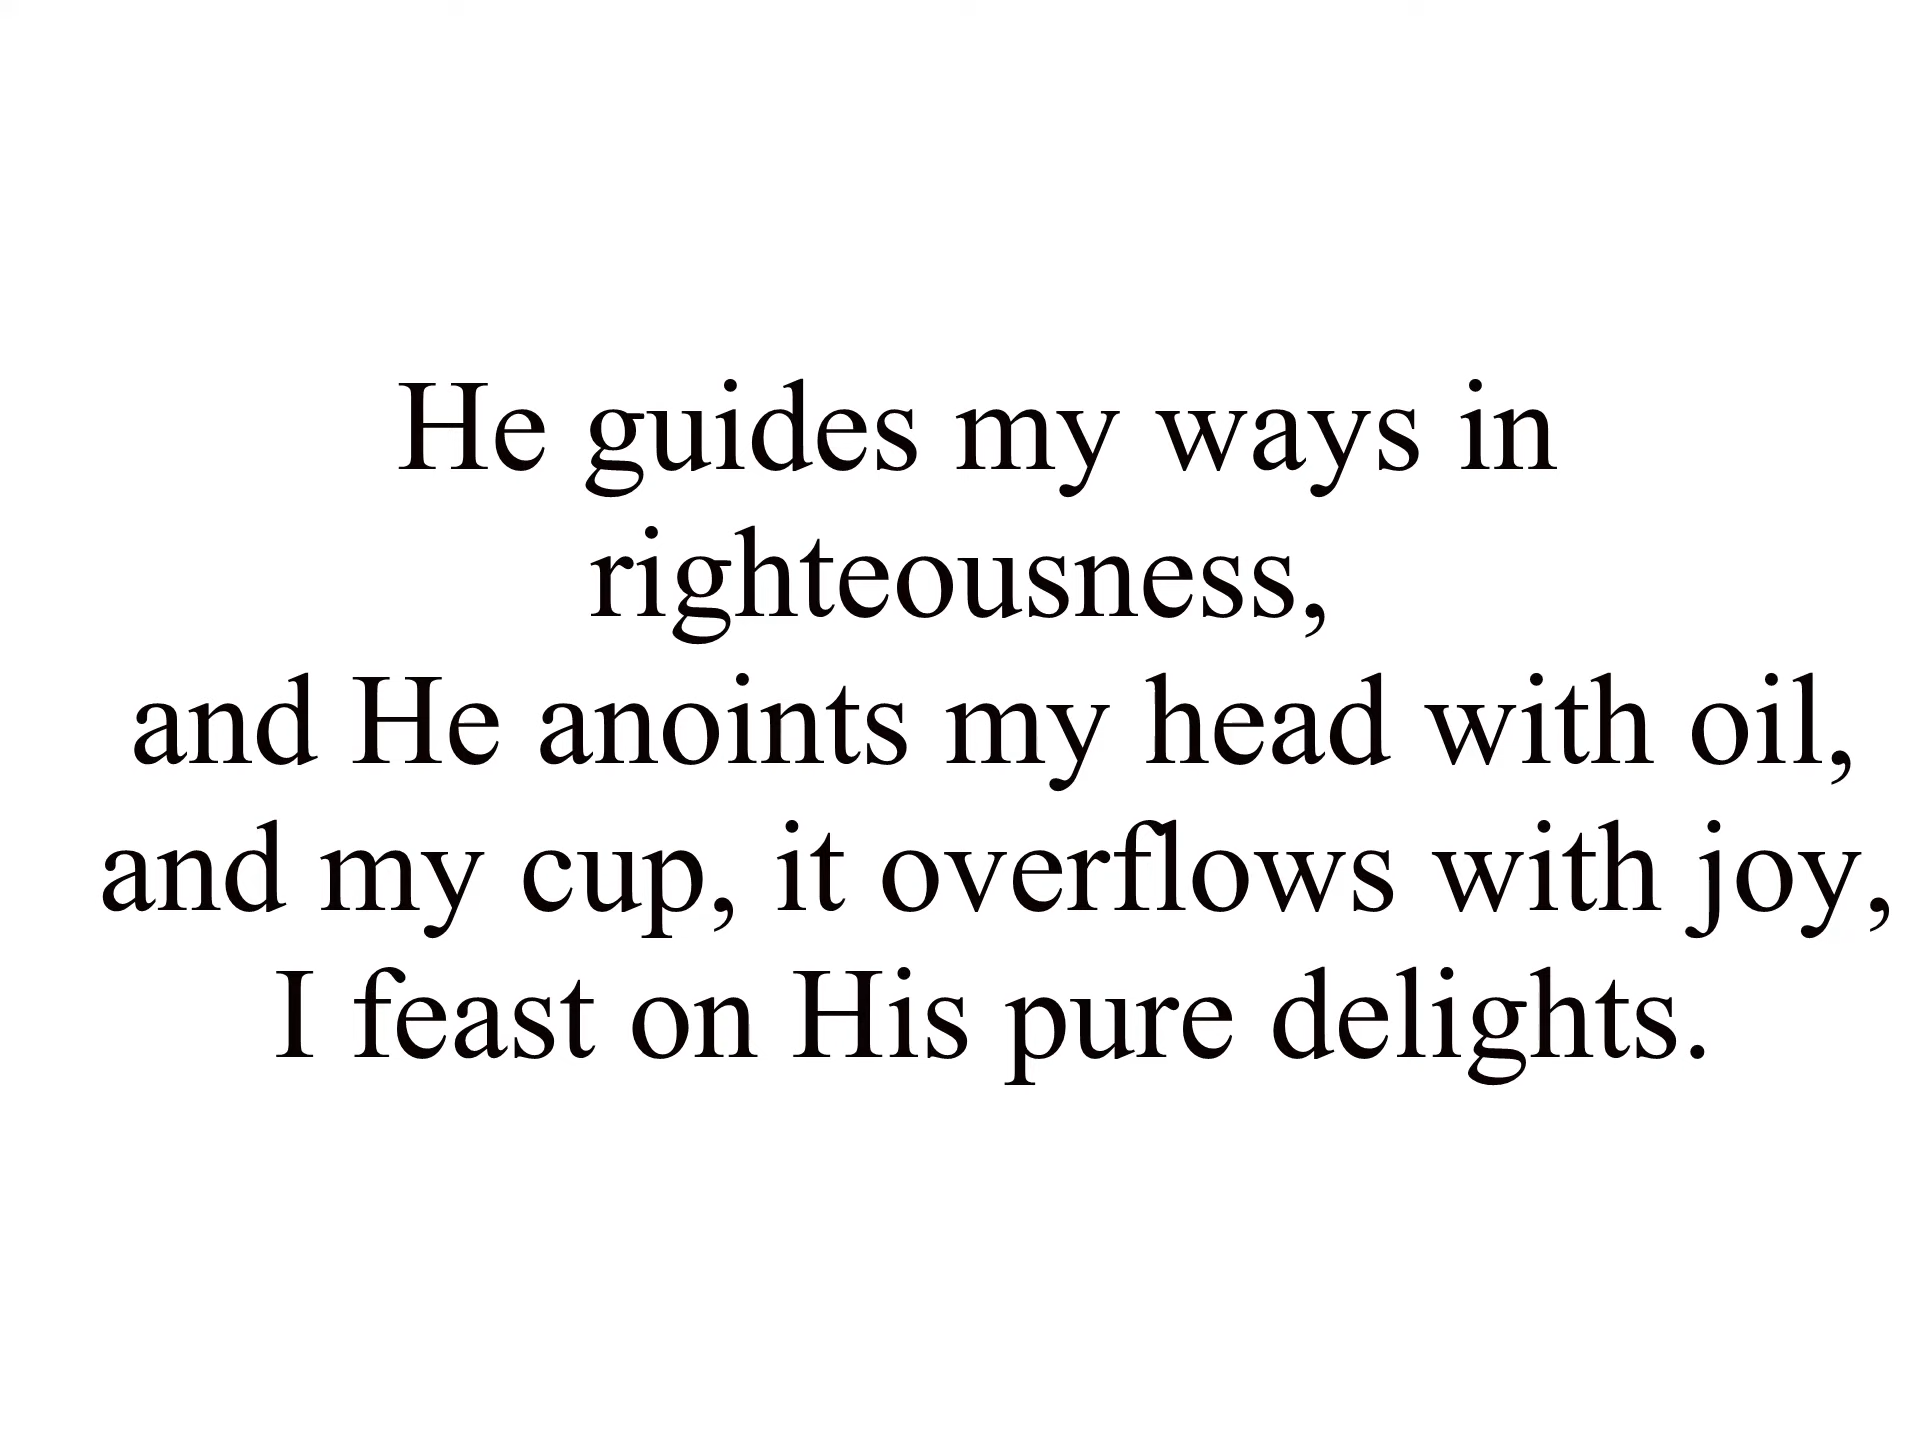 He guides my ways in
righteousness,
and He anoints my head with oil,
and my cup, it overflows with joy,
I feast on His pure delights.